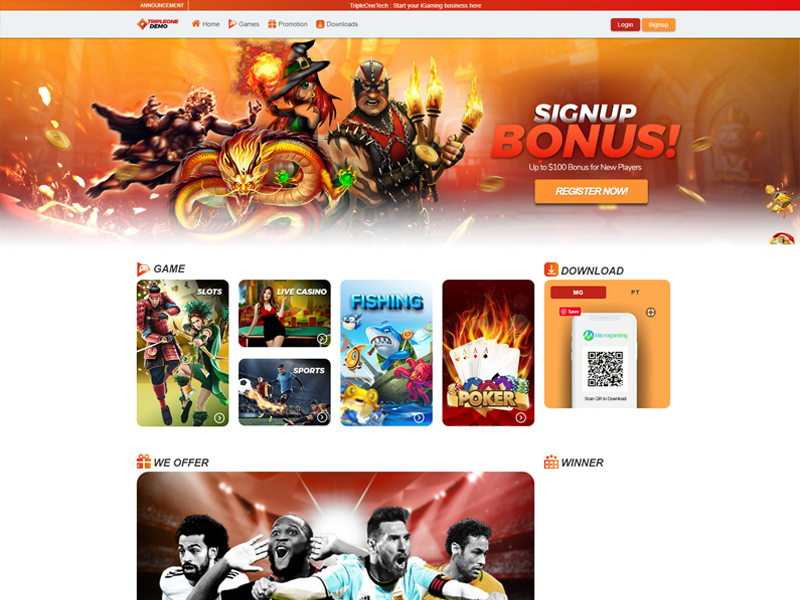 ANNOUNCEMENT
TripleOneTech : Start your iGaming business here
TRIPLEONE
DEMO
Home
Games
Promotion
Downloads
Login
Signup
SIGNUP
BONUS!
Up to $100 Bonus for New Players
REGISTER NOW!
GAME
SLOTS
LIVE CASINO
SPORTS
FISHING
A A A A
POKER
DOWNLOAD
MG
PT
Save
Microgaming
Scan QR to Download
WE OFFER
WINNER